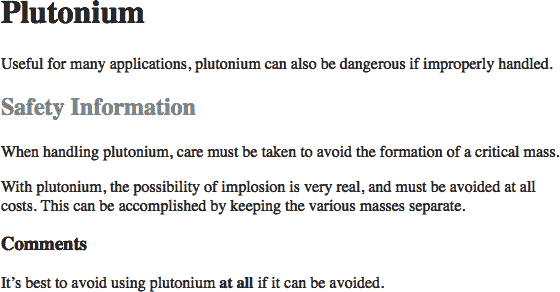 Plutonium
Useful for many applications, plutonium can also be dangerous if improperly handled.
Safety Information
When handling plutonium, care must be taken to avoid the formation of a critical mass.
With plutonium, the possibility of implosion is very real, and must be avoided at all
costs. This can be accomplished by keeping the various masses separate.
Comments
It’s best to avoid using plutonium at all if it can be avoided.